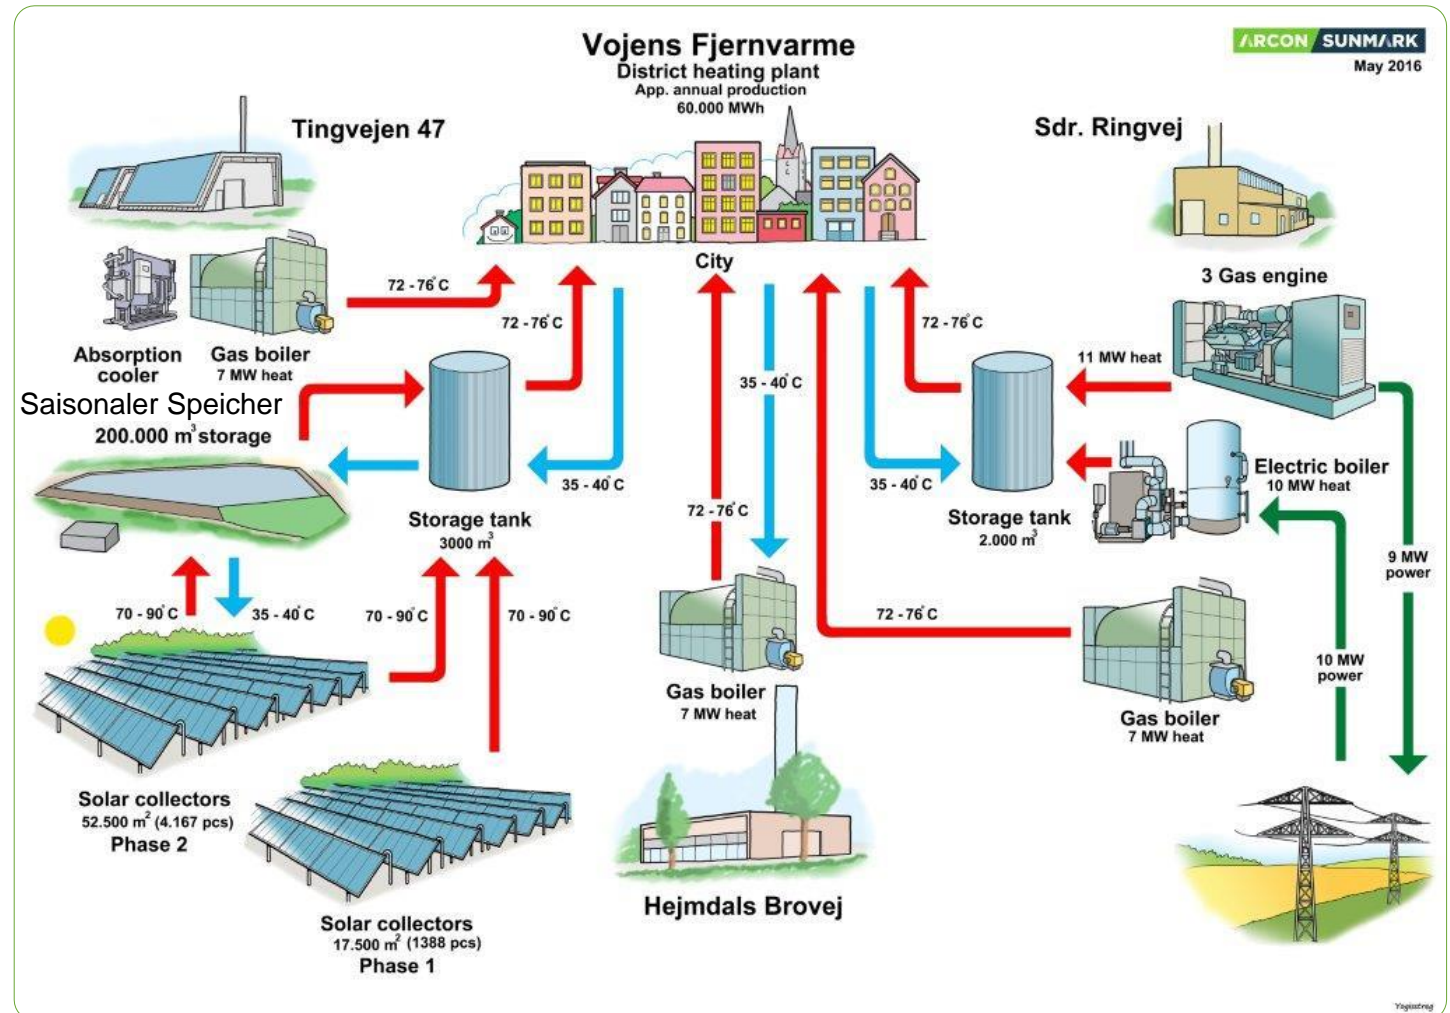 Vojens Fjernvarme
District heating plant
App. annual production
60.000 MWh
ARCON SUNMARK
May 2016
Tingvejen 47
Sdr. Ringvej
City
Absorption
cooler
Gas boiler
7 MW heat
72 - 76°C
72 - 76°C
35 - 40°C
Saisonaler Speicher
200.000 m³ storage
Storage tank
3000 m³
70 - 90°C
35 - 40°C
70 - 90°C
70 - 90°C
Solar collectors
52.500 m² (4.167 pcs)
Phase 2
Solar collectors
17.500 m² (1388 pcs)
Phase 1
72 - 76°C
35 - 40°C
Gas boiler
7 MW heat
Hejmdals Brovej
72 - 76°C
35 - 40°C
72 - 76°C
Storage tank
2.000 m³
3 Gas engine
11 MW heat
Electric boiler
10 MW heat
9 MW
power
10 MW
power
Gas boiler
7 MW heat